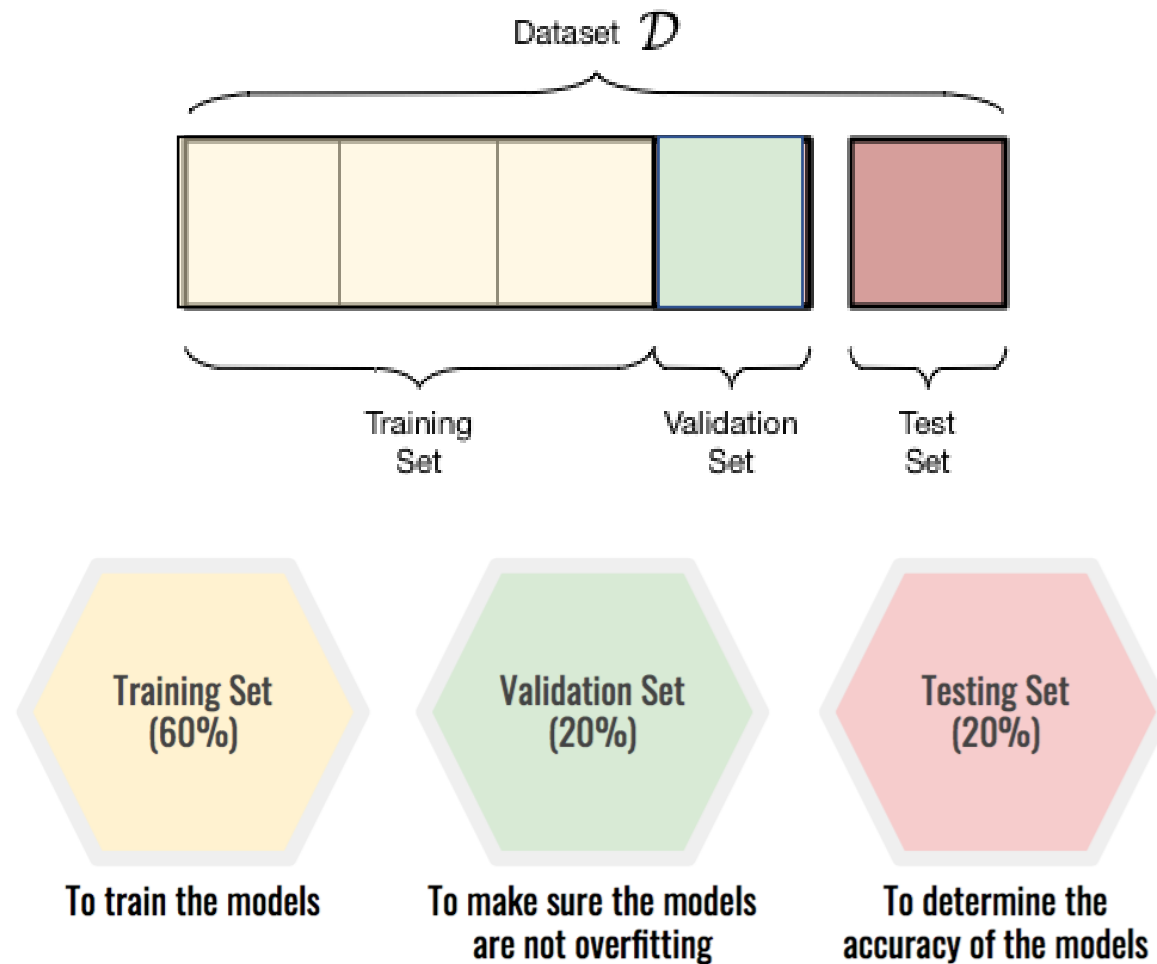 Dataset 𝒟
Training
Set
Validation
Set
Test
Set
Training Set
(60%)
Validation Set
(20%)
Testing Set
(20%)
To train the models
To make sure the models
are not overfitting
To determine the
accuracy of the models